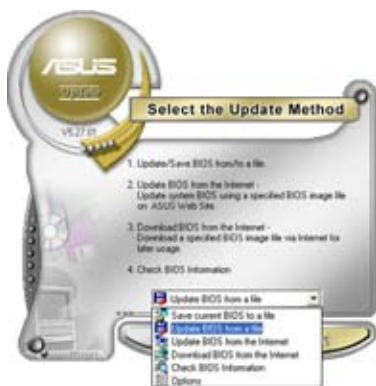 ASUS
Update
Select the Update Method
1. Update/Save BIOS from/to a file.
2. Update BIOS from the Internet -
Update system BIOS using a specified BIOS image file
on ASUS Web Site.
3. Download BIOS from the Internet -
Download a specified BIOS image file via Internet for
later usage.
4. Check BIOS Information
Update BIOS from a file
Save current BIOS to a file
Update BIOS from a file
Update BIOS from the Internet
Download BIOS from the Internet
Check BIOS Information
Options